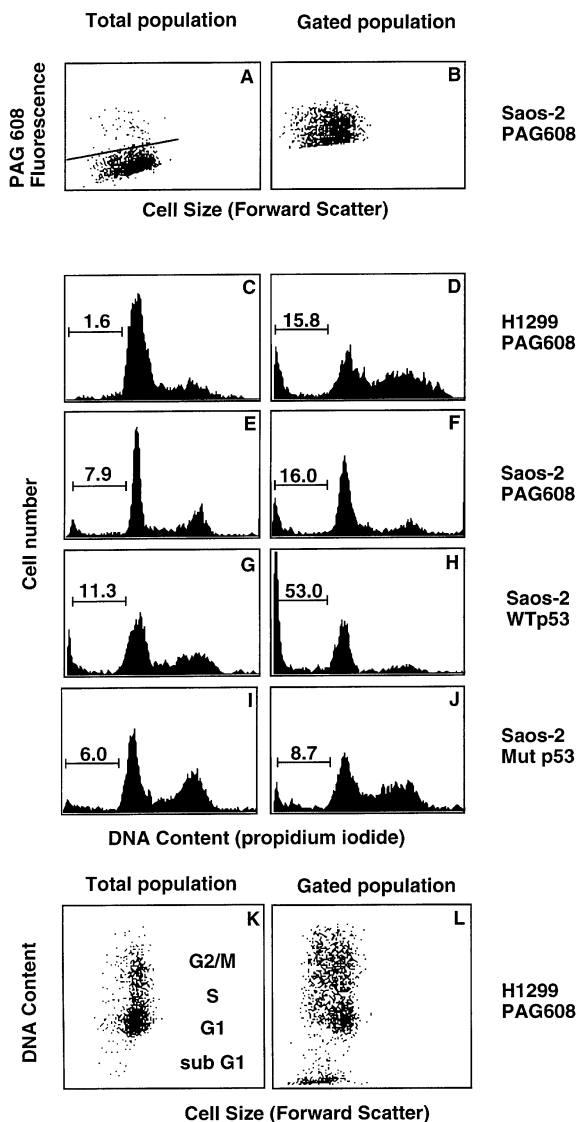 Total population
Gated population
PAG 608
Fluorescence
A
B
Saos-2
PAG608
Cell Size (Forward Scatter)
C
1.6
D
15.8
H1299
PAG608
E
7.9
F
16.0
Saos-2
PAG608
Cell number
G
11.3
H
53.0
Saos-2
WTp53
I
6.0
J
8.7
Saos-2
Mut p53
DNA Content (propidium iodide)
Total population
Gated population
DNA Content
K
G2/M
S
G1
sub G1
L
H1299
PAG608
Cell Size (Forward Scatter)